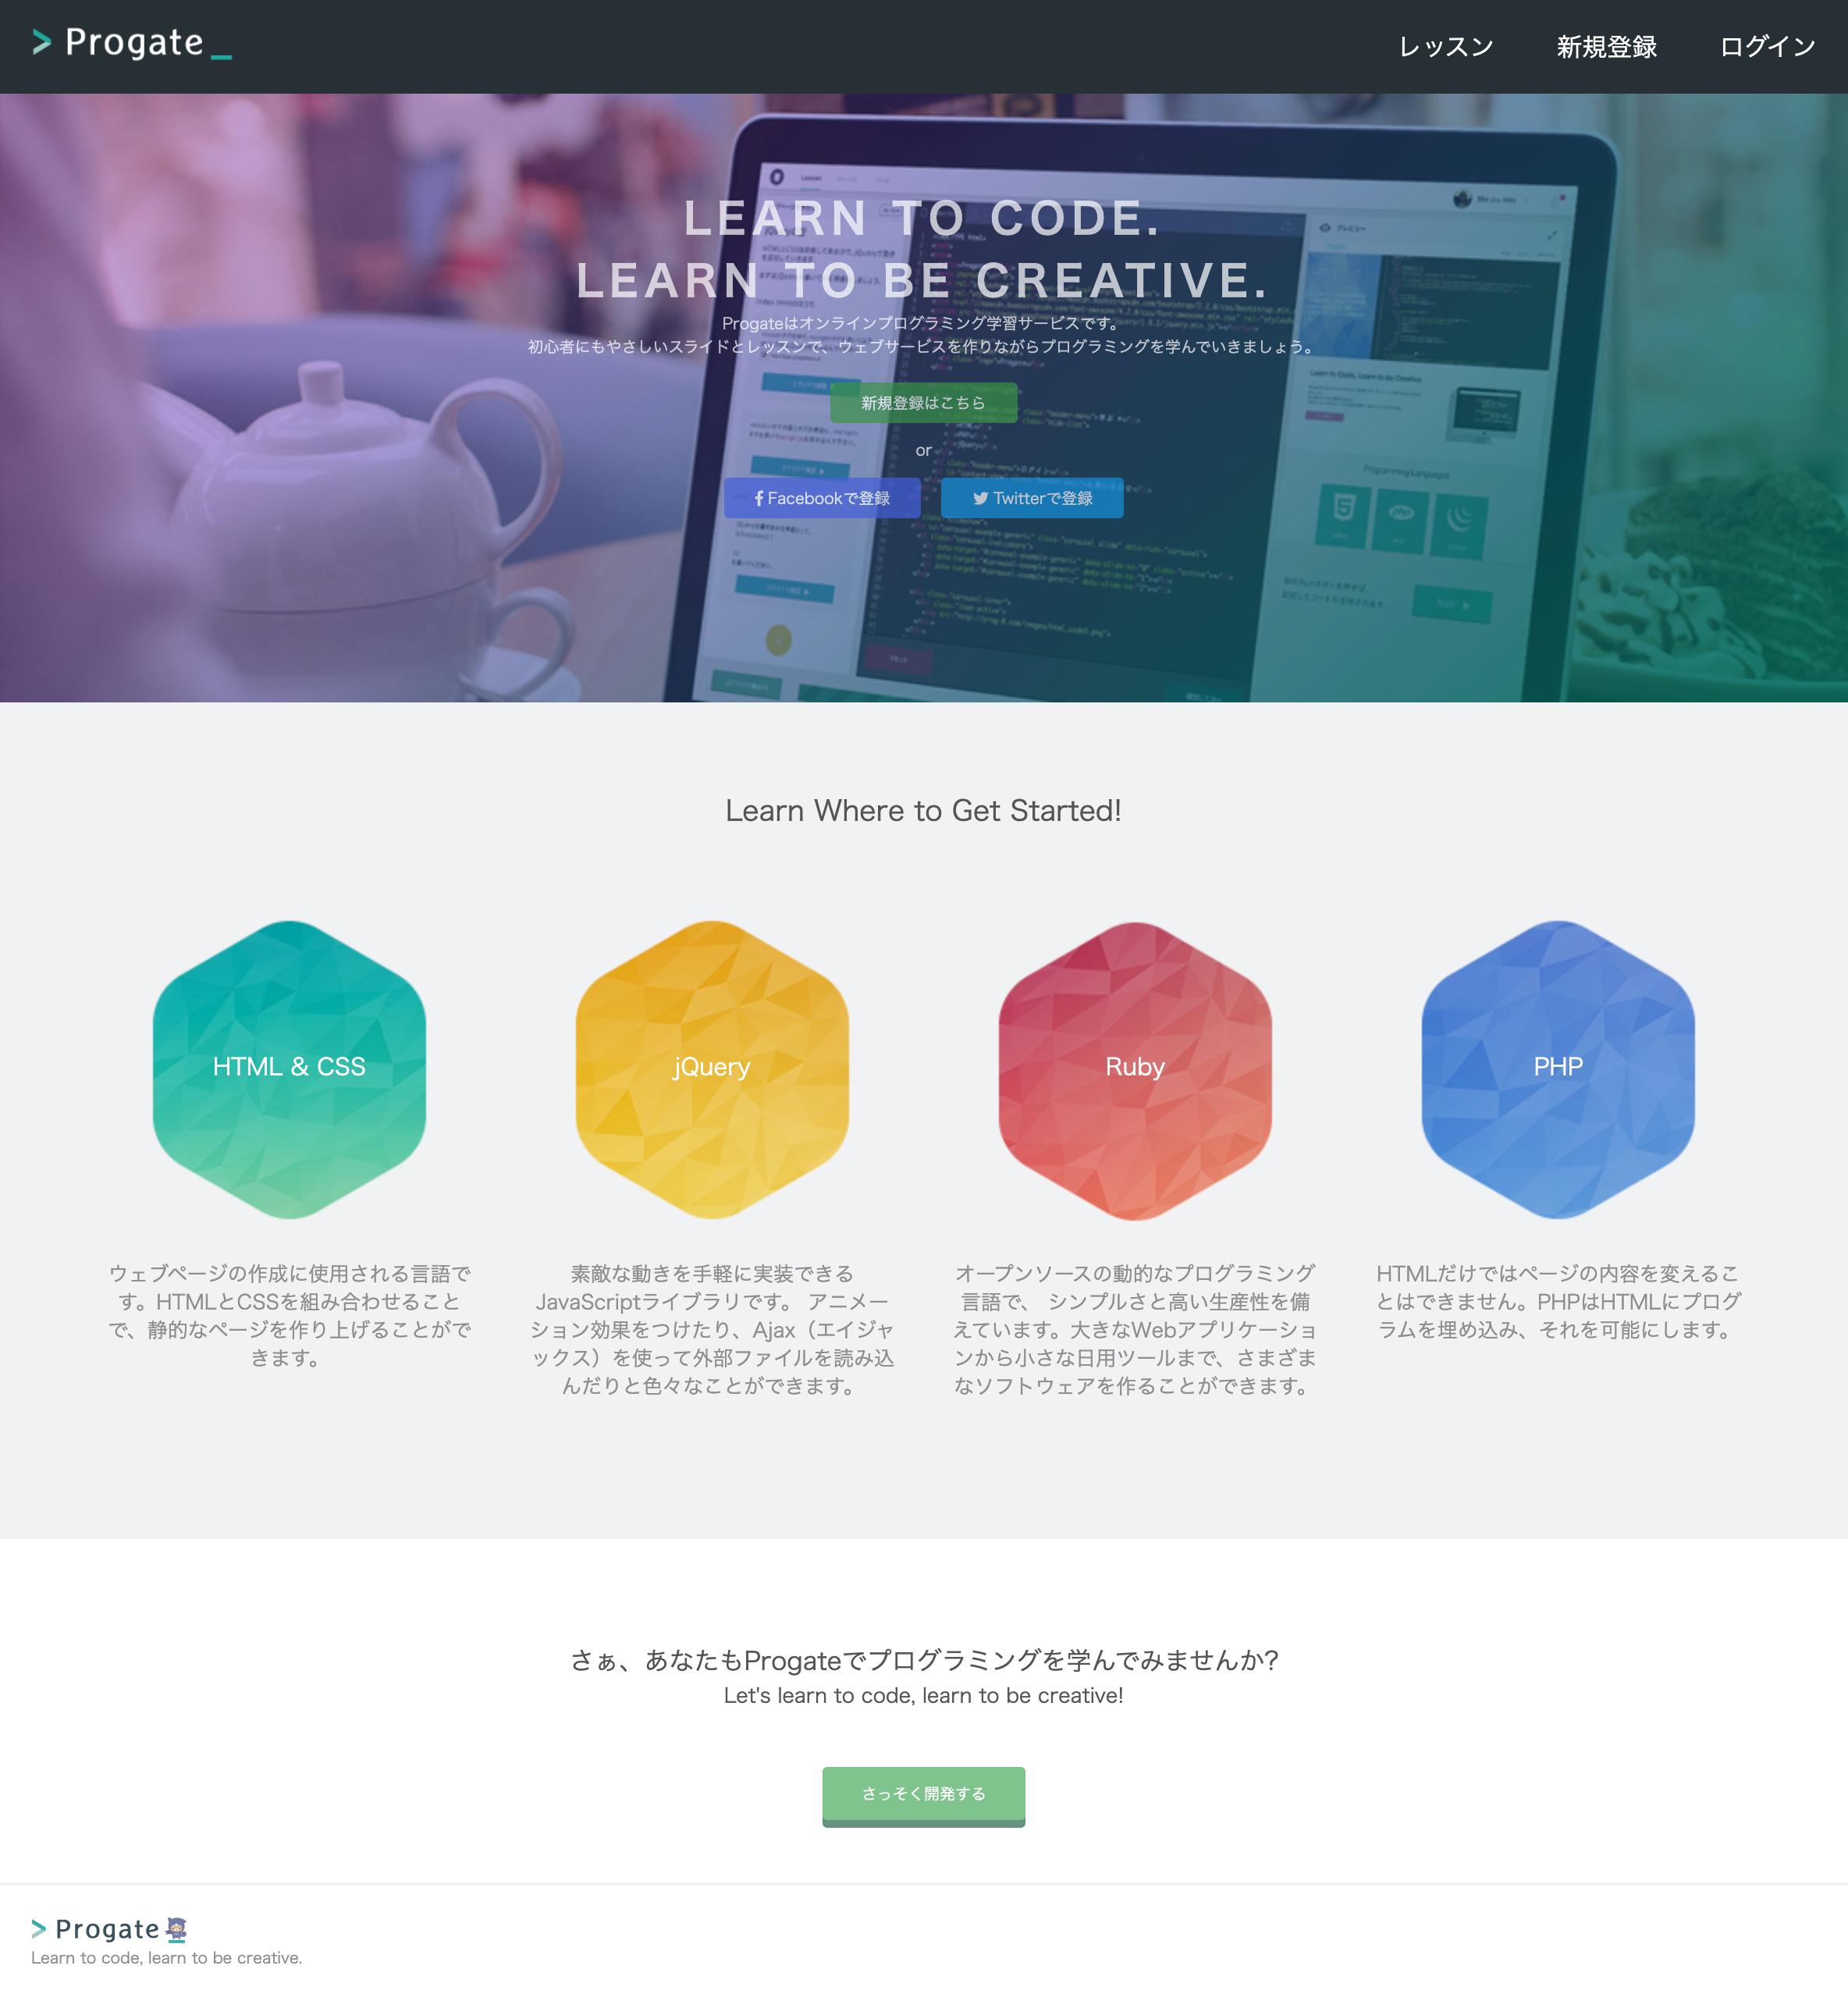 Progate
レッスン
新規登録
ログイン
LEARN TO CODE.
LEARN TO BE CREATIVE.
Progateはオンラインプログラミング学習サービスです。
初心者にもやさしいスライドとレッスンで、ウェブサービスを作りながらプログラミングを学んでいきましょう。
新規登録はこちら
or
Facebookで登録
Twitterで登録
Learn Where to Get Started!
HTML & CSS
jQuery
Ruby
PHP
ウェブページの作成に使用される言語で
す。HTMLとCSSを組み合わせること
で、静的なページを作り上げることがで
きます。
素敵な動きを手軽に実装できる
JavaScriptライブラリです。 アニメー
ション効果をつけたり、Ajax（エイジャ
ックス）を使って外部ファイルを読み込
んだりと色々なことができます。
オープンソースの動的なプログラミング
言語で、 シンプルさと高い生産性を備
えています。大きなWebアプリケーショ
ンから小さな日用ツールまで、さまざま
なソフトウェアを作ることができます。
HTMLだけではページの内容を変えるこ
とはできません。PHPはHTMLにプログ
ラムを埋め込み、それを可能にします。
さぁ、あなたもProgateでプログラミングを学んでみませんか?
Let's learn to code, learn to be creative!
さっそく開発する
Progate
Learn to code, learn to be creative.